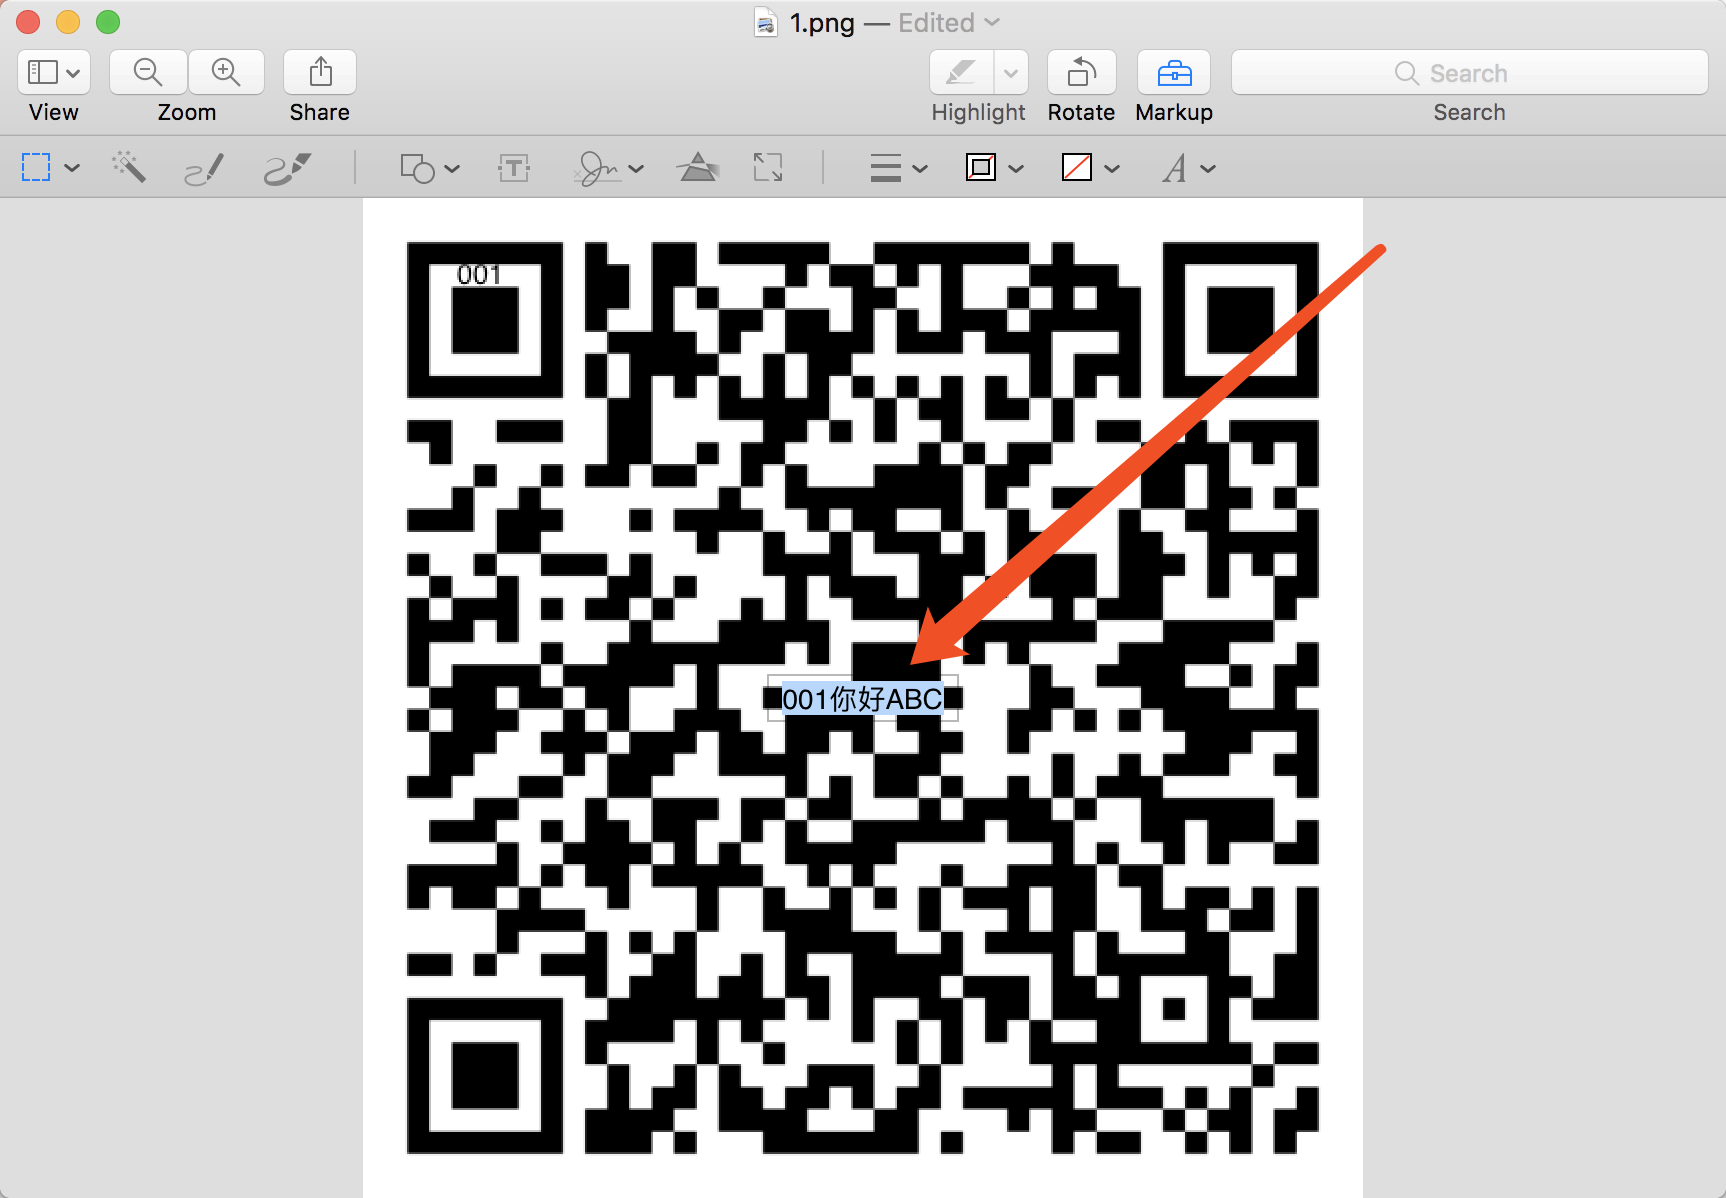 1.png — Edited
View
Zoom
Share
Highlight
Rotate
Markup
Search
Search
001
001你好ABC